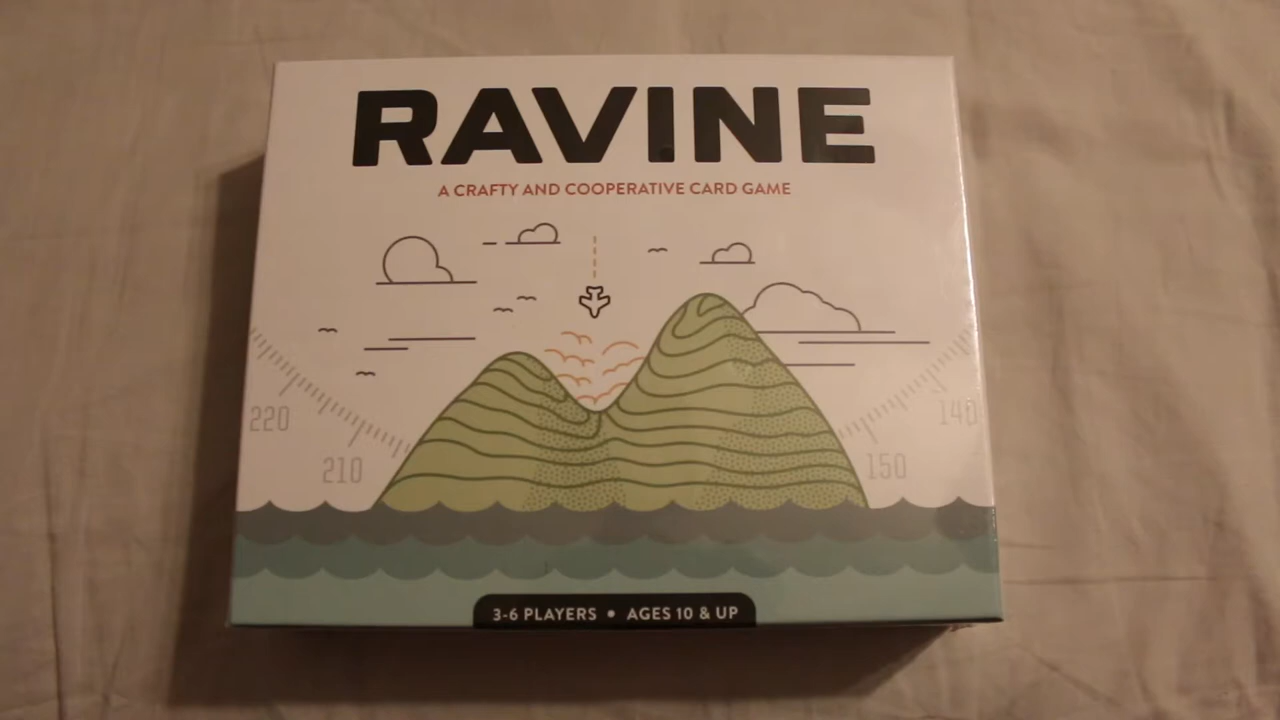 RAVINE
A CRAFTY AND COOPERATIVE CARD GAME
220
140
210
150
3-6 PLAYERS • AGES 10 & UP